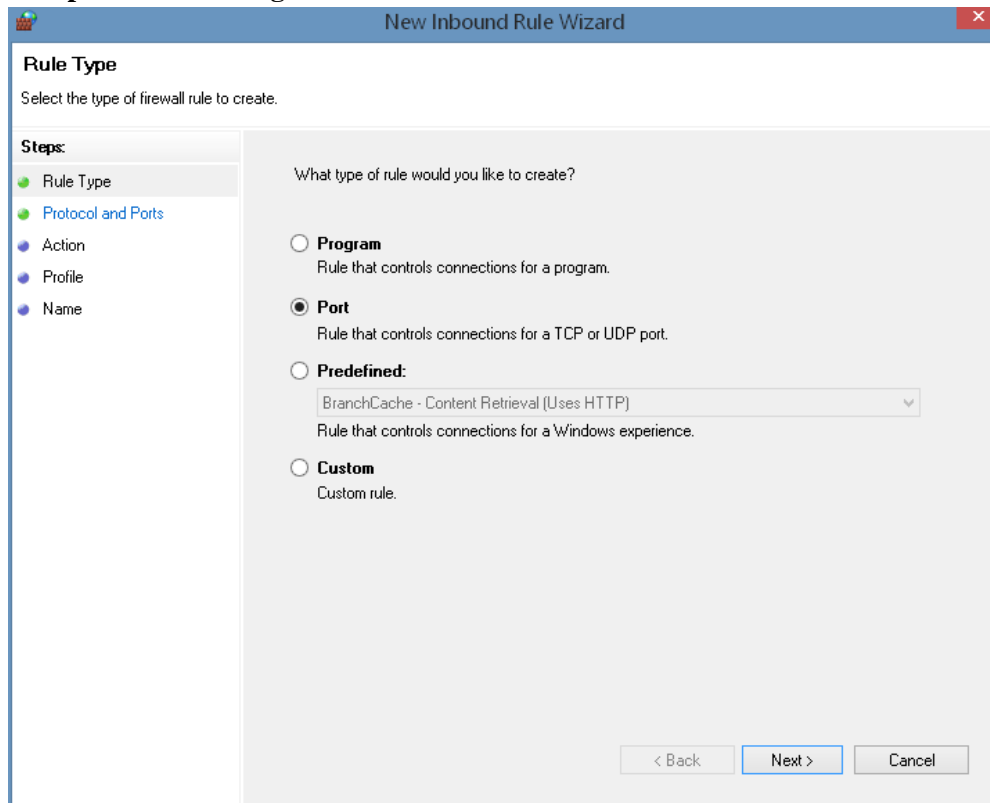 New Inbound Rule Wizard
Rule Type
Select the type of firewall rule to create.
Steps:
Rule Type
Protocol and Ports
Action
Profile
Name
What type of rule would you like to create?
Program
Rule that controls connections for a program.
Port
Rule that controls connections for a TCP or UDP port.
Predefined:
BranchCache - Content Retrieval (Uses HTTP)
Rule that controls connections for a Windows experience.
Custom
Custom rule.
< Back
Next >
Cancel